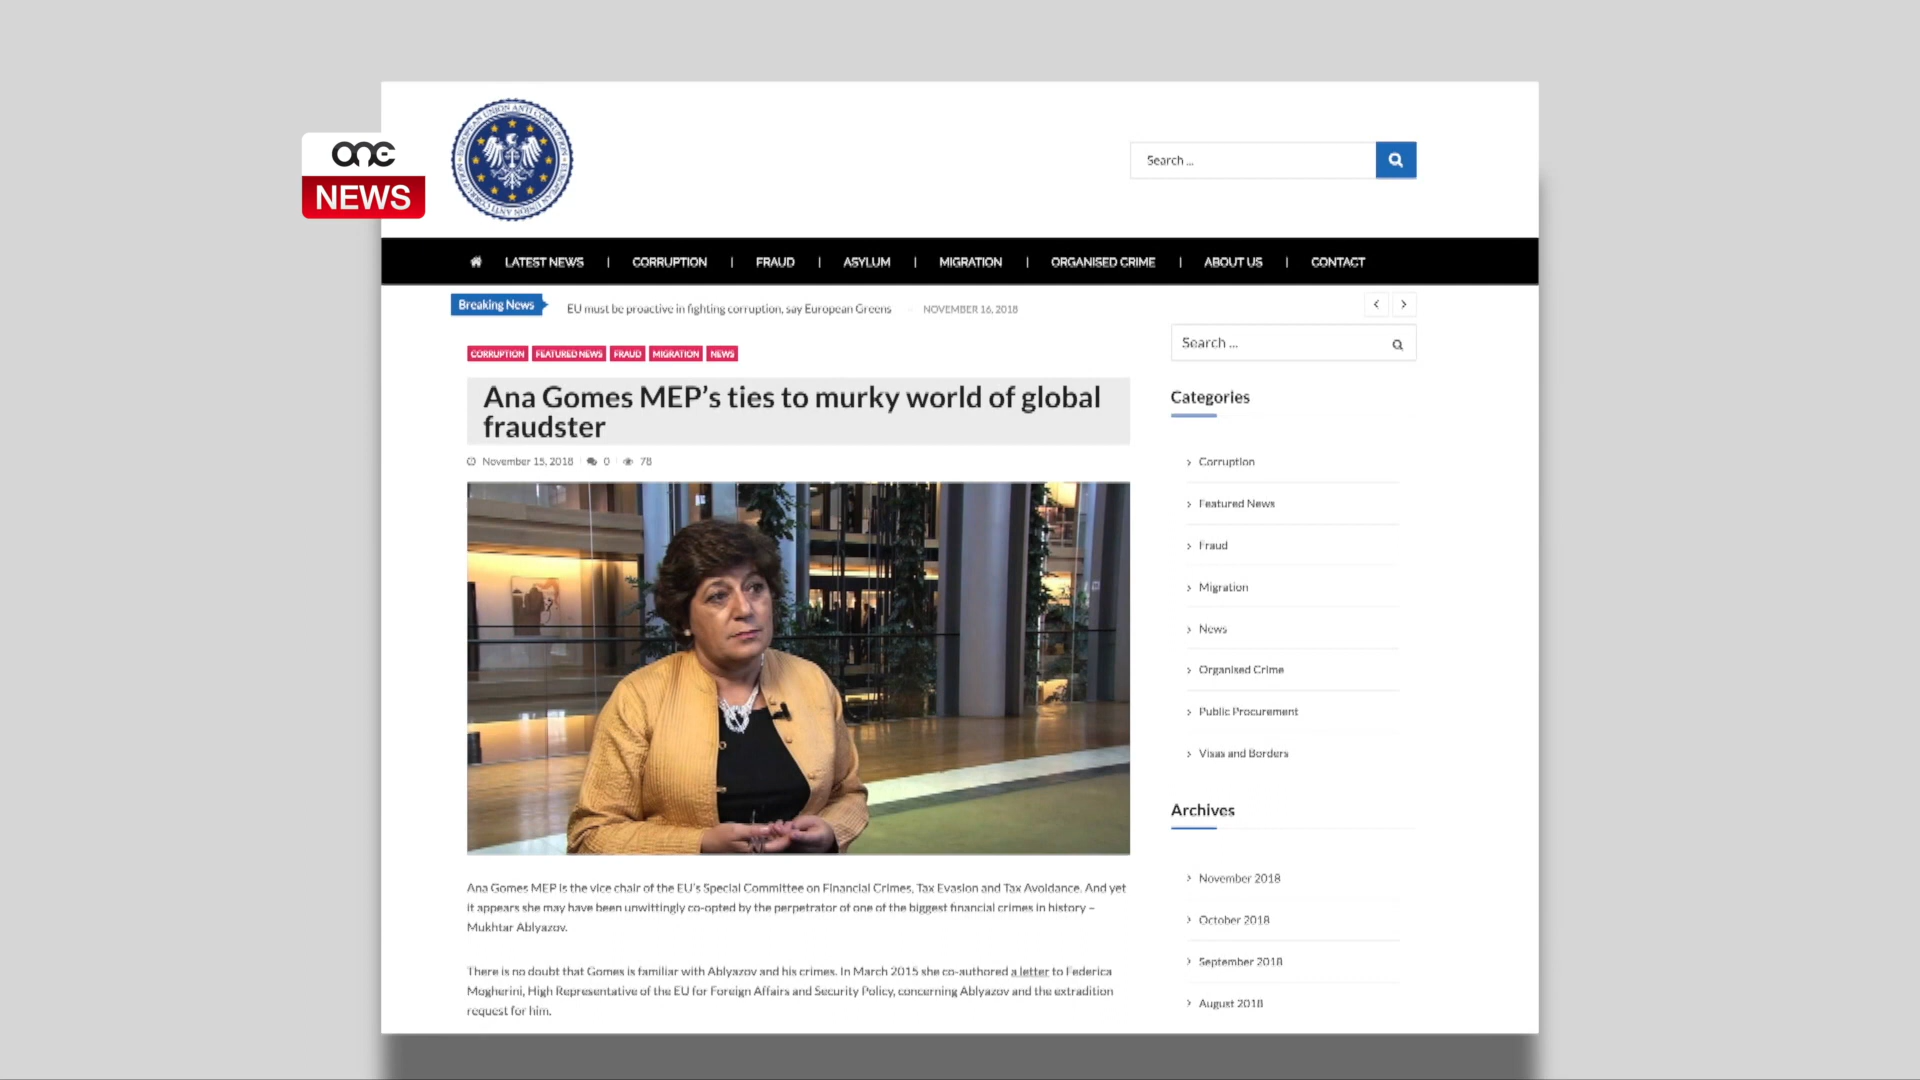 one
NEWS
EUROPEAN UNION ANTI CORRUPTION
EUROPEAN UNION ANTI CORRUPTION
Search ...
LATEST NEWS | CORRUPTION | FRAUD | ASYLUM | MIGRATION | ORGANISED CRIME | ABOUT US | CONTACT
Breaking News
EU must be proactive in fighting corruption, say European Greens
NOVEMBER 16, 2018
CORRUPTION FEATURED NEWS FRAUD MIGRATION NEWS
Ana Gomes MEP’s ties to murky world of global
fraudster
November 15, 2018 0 78
Ana Gomes MEP is the vice chair of the EU’s Special Committee on Financial Crimes, Tax Evasion and Tax Avoidance. And yet
it appears she may have been unwittingly co-opted by the perpetrator of one of the biggest financial crimes in history –
Mukhtar Ablyazov.
There is no doubt that Gomes is familiar with Ablyazov and his crimes. In March 2015 she co-authored a letter to Federica
Mogherini, High Representative of the EU for Foreign Affairs and Security Policy, concerning Ablyazov and the extradition
request for him.
Search ...
Categories
Corruption
Featured News
Fraud
Migration
News
Organised Crime
Public Procurement
Visas and Borders
Archives
November 2018
October 2018
September 2018
August 2018